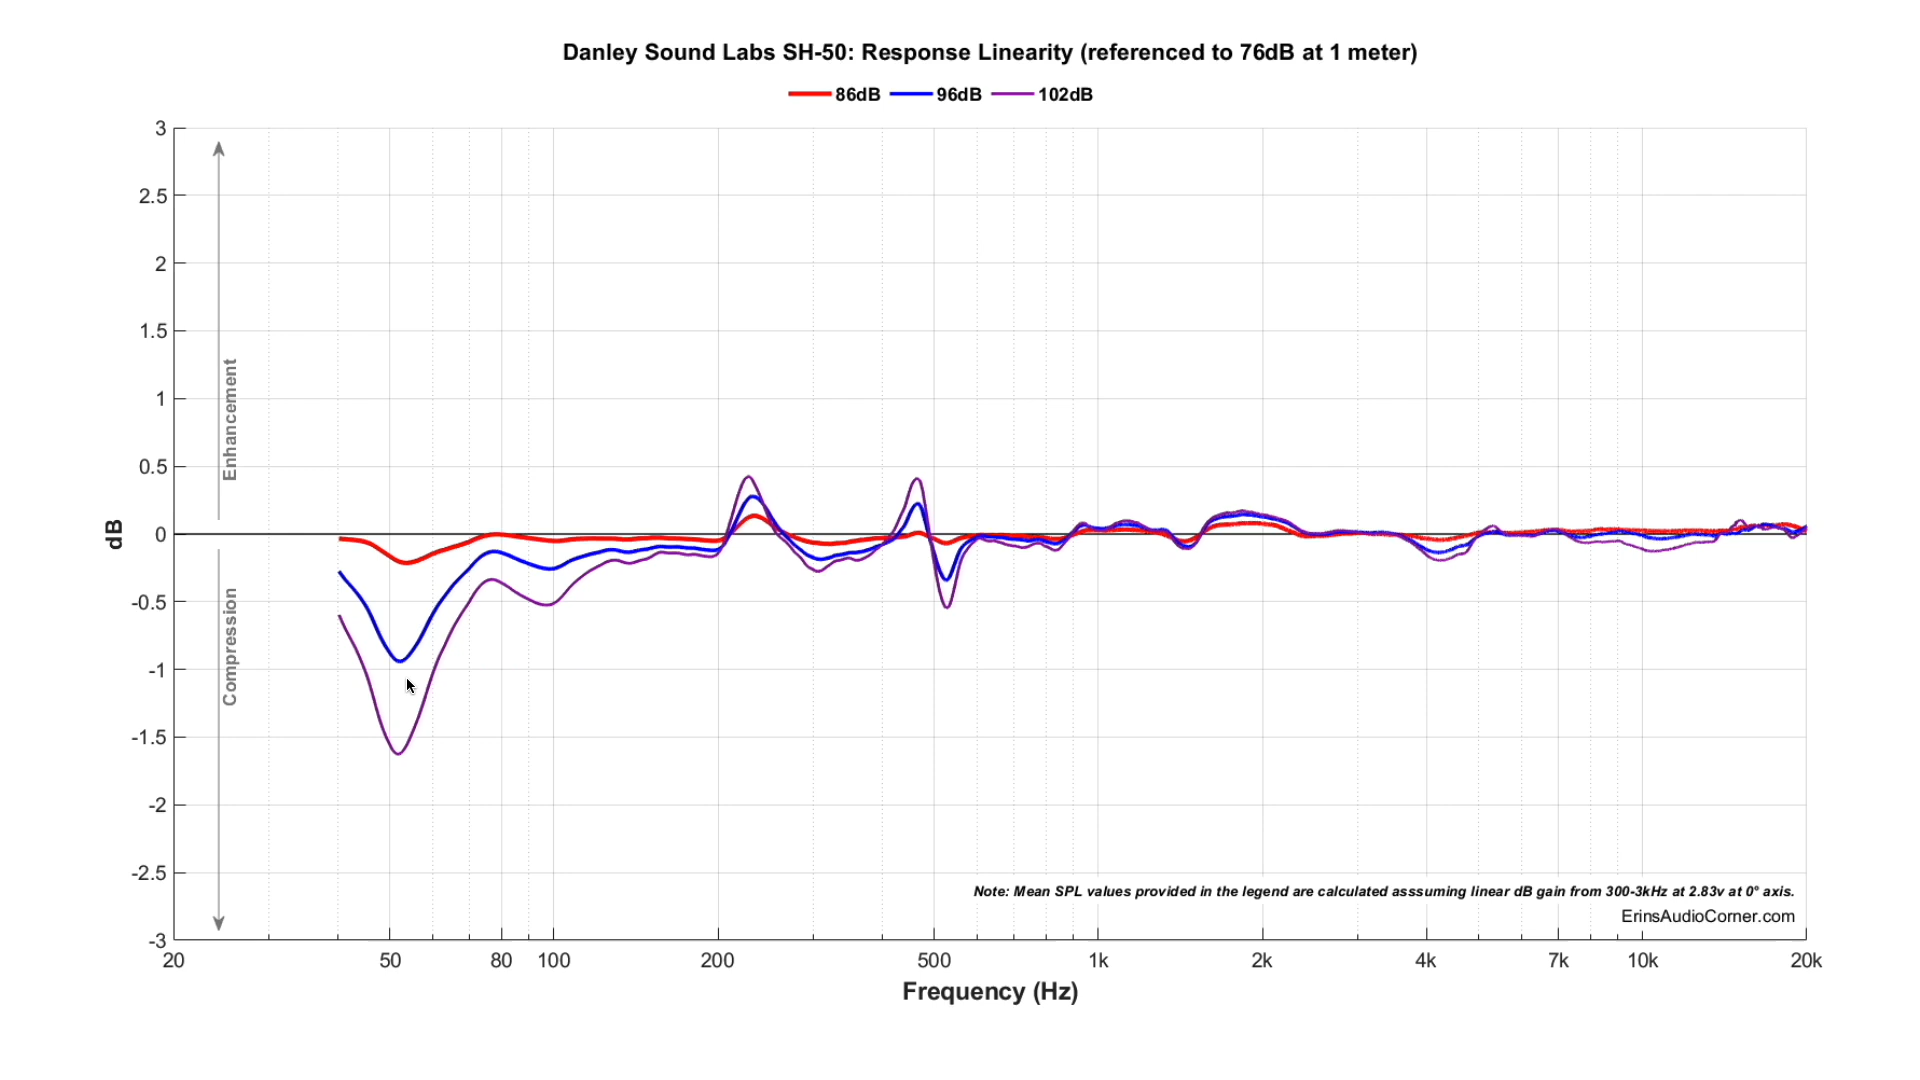 Danley Sound Labs SH-50: Response Linearity (referenced to 76dB at 1 meter)
86dB 96dB 102dB
3
2.5
2
1.5
1
0.5
0
-0.5
-1
-1.5
-2
-2.5
-3
dB
Enhancement
Compression
Note: Mean SPL values provided in the legend are calculated asssuming linear dB gain from 300-3kHz at 2.83v at 0° axis.
ErinsAudioCorner.com
20 50 80 100 200 500 1k 2k 4k 7k 10k 20k
Frequency (Hz)